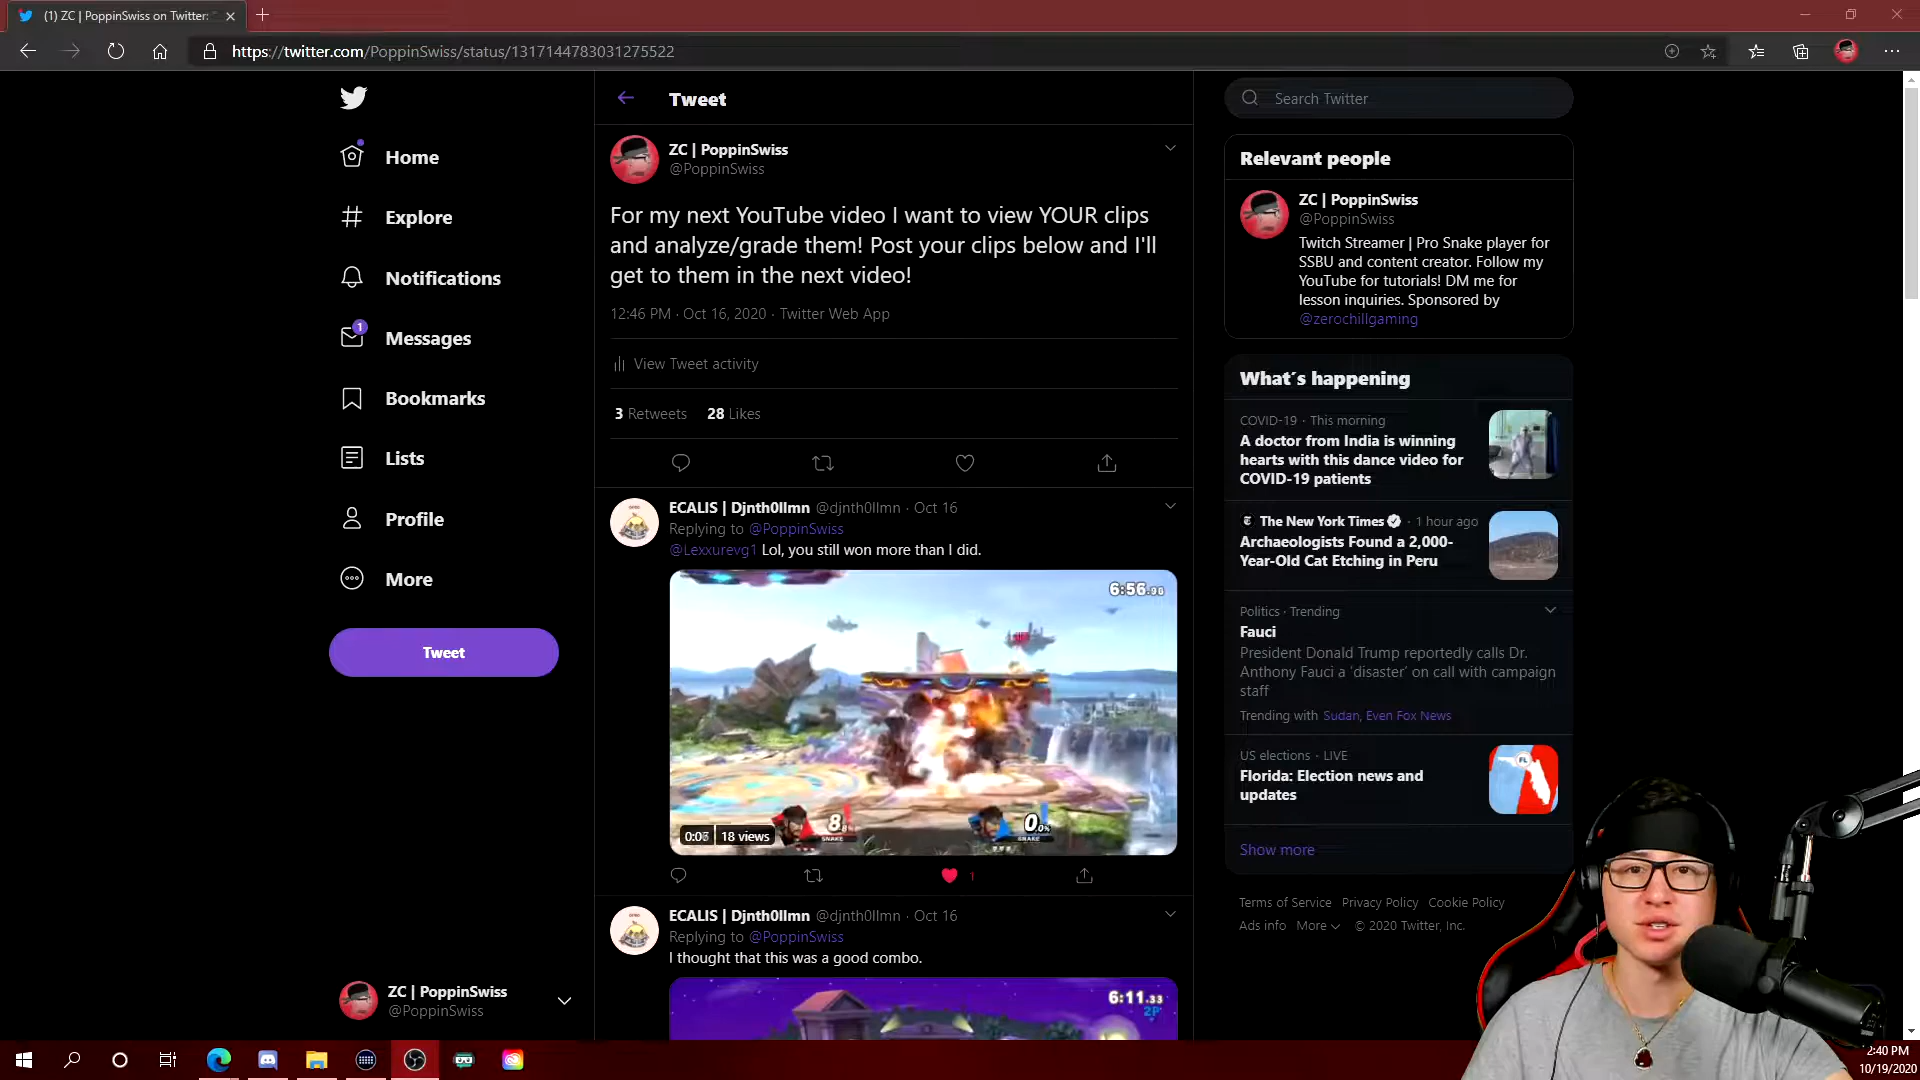 (1) ZC | PoppinSwiss on Twitter:
https://twitter.com/PoppinSwiss/status/1317144783031275522
Home
Explore
Notifications
1
Messages
Bookmarks
Lists
Profile
More
Tweet
ZC | PoppinSwiss
@PoppinSwiss
Tweet
ZC | PoppinSwiss
@PoppinSwiss
For my next YouTube video I want to view YOUR clips
and analyze/grade them! Post your clips below and I'll
get to them in the next video!
12:46 PM · Oct 16, 2020 · Twitter Web App
View Tweet activity
3 Retweets 28 Likes
ECALIS | Djnth0llmn @djnth0llmn · Oct 16
Replying to @PoppinSwiss
@Lexxurevg1 Lol, you still won more than I did.
6:56.90
SNAKE
SNAKE
18 views
1
ECALIS | Djnth0llmn @djnth0llmn · Oct 16
Replying to @PoppinSwiss
I thought that this was a good combo.
6:11.33
2P
Search Twitter
Relevant people
ZC | PoppinSwiss
@PoppinSwiss
Twitch Streamer | Pro Snake player for
SSBU and content creator. Follow my
YouTube for tutorials! DM me for
lesson inquiries. Sponsored by
@zerochillgaming
What´s happening
COVID-19 · This morning
A doctor from India is winning
hearts with this dance video for
COVID-19 patients
The New York Times · 1 hour ago
Archaeologists Found a 2,000-
Year-Old Cat Etching in Peru
Politics · Trending
Fauci
President Donald Trump reportedly calls Dr.
Anthony Fauci a 'disaster' on call with campaign
staff
Trending with Sudan, Even Fox News
US elections · LIVE
Florida: Election news and
updates
FL
Show more
Terms of Service Privacy Policy Cookie Policy
Ads info More © 2020 Twitter, Inc.
2:40 PM
10/19/2020